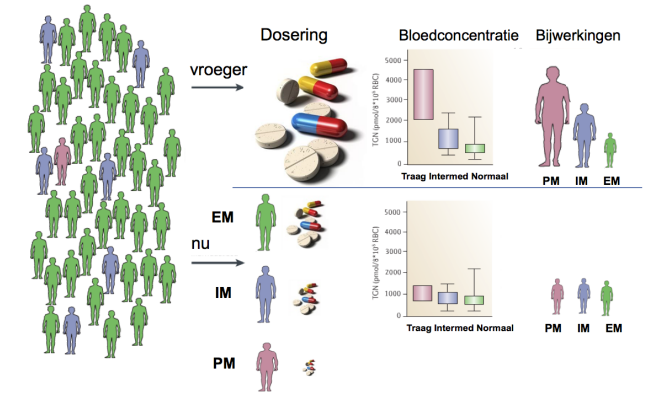 Dosering
Bloedconcentratie
Bijwerkingen
vroeger
TGN (pmol/8*10⁸ RBC)
5000
4000
3000
2000
1000
0
Traag Intermed Normaal
PM IM EM
EM
nu
IM
PM
TGN (pmol/8*10⁸ RBC)
5000
4000
3000
2000
1000
0
Traag Intermed Normaal
PM IM EM